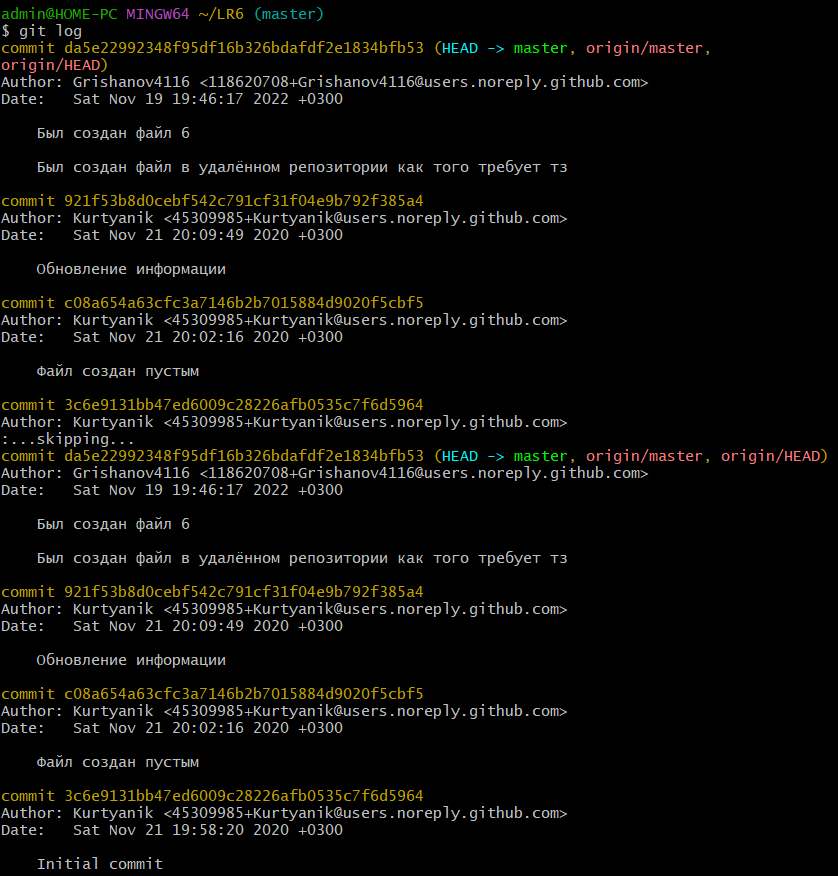 admin@HOME-PC MINGW64 ~/LR6 (master)
$ git log
commit da5e22992348f95df16b326bdafdf2e1834bfb53 (HEAD -> master, origin/master,
origin/HEAD)
Author: Grishanov4116 <118620708+Grishanov4116@users.noreply.github.com>
Date:   Sat Nov 19 19:46:17 2022 +0300

    Был создан файл 6

    Был создан файл в удалённом репозитории как того требует тз

commit 921f53b8d0cebf542c791cf31f04e9b792f385a4
Author: Kurtyanik <45309985+Kurtyanik@users.noreply.github.com>
Date:   Sat Nov 21 20:09:49 2020 +0300

    Обновление информации

commit c08a654a63cfc3a7146b2b7015884d9020f5cbf5
Author: Kurtyanik <45309985+Kurtyanik@users.noreply.github.com>
Date:   Sat Nov 21 20:02:16 2020 +0300

    Файл создан пустым

commit 3c6e9131bb47ed6009c28226afb0535c7f6d5964
Author: Kurtyanik <45309985+Kurtyanik@users.noreply.github.com>
:...skipping...
commit da5e22992348f95df16b326bdafdf2e1834bfb53 (HEAD -> master, origin/master, origin/HEAD)
Author: Grishanov4116 <118620708+Grishanov4116@users.noreply.github.com>
Date:   Sat Nov 19 19:46:17 2022 +0300

    Был создан файл 6

    Был создан файл в удалённом репозитории как того требует тз

commit 921f53b8d0cebf542c791cf31f04e9b792f385a4
Author: Kurtyanik <45309985+Kurtyanik@users.noreply.github.com>
Date:   Sat Nov 21 20:09:49 2020 +0300

    Обновление информации

commit c08a654a63cfc3a7146b2b7015884d9020f5cbf5
Author: Kurtyanik <45309985+Kurtyanik@users.noreply.github.com>
Date:   Sat Nov 21 20:02:16 2020 +0300

    Файл создан пустым

commit 3c6e9131bb47ed6009c28226afb0535c7f6d5964
Author: Kurtyanik <45309985+Kurtyanik@users.noreply.github.com>
Date:   Sat Nov 21 19:58:20 2020 +0300

    Initial commit